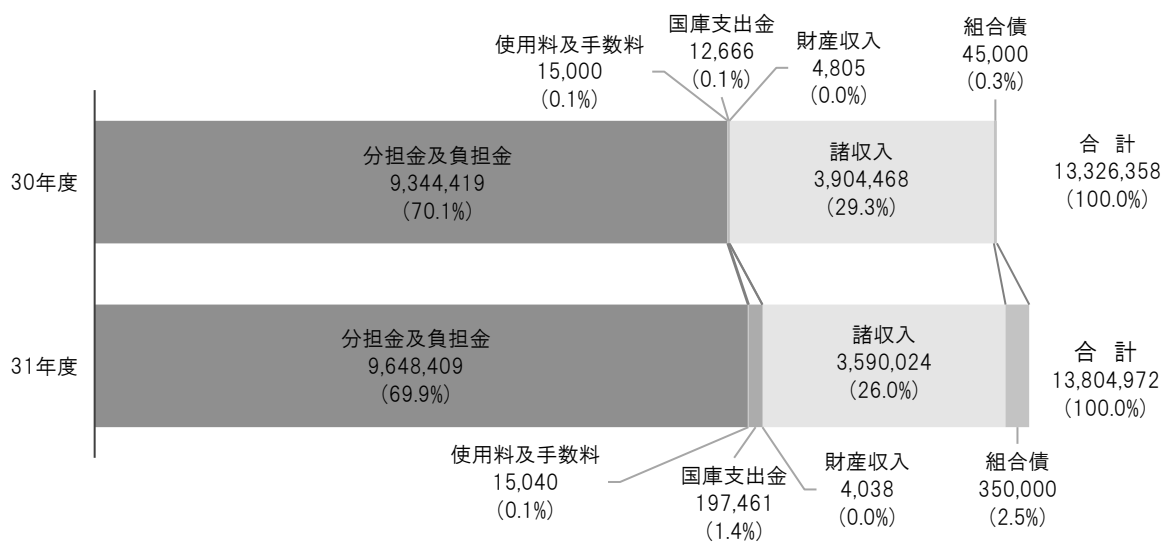 使用料及手数料
15,000
(0.1%)
国庫支出金
12,666
(0.1%)
財産収入
4,805
(0.0%)
組合債
45,000
(0.3%)
30年度
分担金及負担金
9,344,419
(70.1%)
諸収入
3,904,468
(29.3%)
合 計
13,326,358
(100.0%)
31年度
分担金及負担金
9,648,409
(69.9%)
諸収入
3,590,024
(26.0%)
合 計
13,804,972
(100.0%)
使用料及手数料
15,040
(0.1%)
国庫支出金
197,461
(1.4%)
財産収入
4,038
(0.0%)
組合債
350,000
(2.5%)